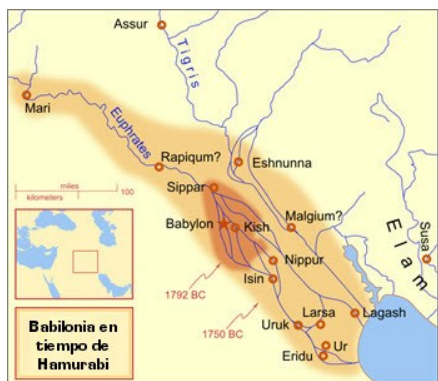 Assur
Tigris
Mari
Euphrates
Rapiqum?
Eshnunna
miles
100
kilometers
Sippar
Babylon
Kish
Malgium?
Elam
Susa
Nippur
1792 BC
Isin
1750 BC
Uruk
Larsa
Lagash
Ur
Eridu
Babilonia en
tiempo de
Hamurabi